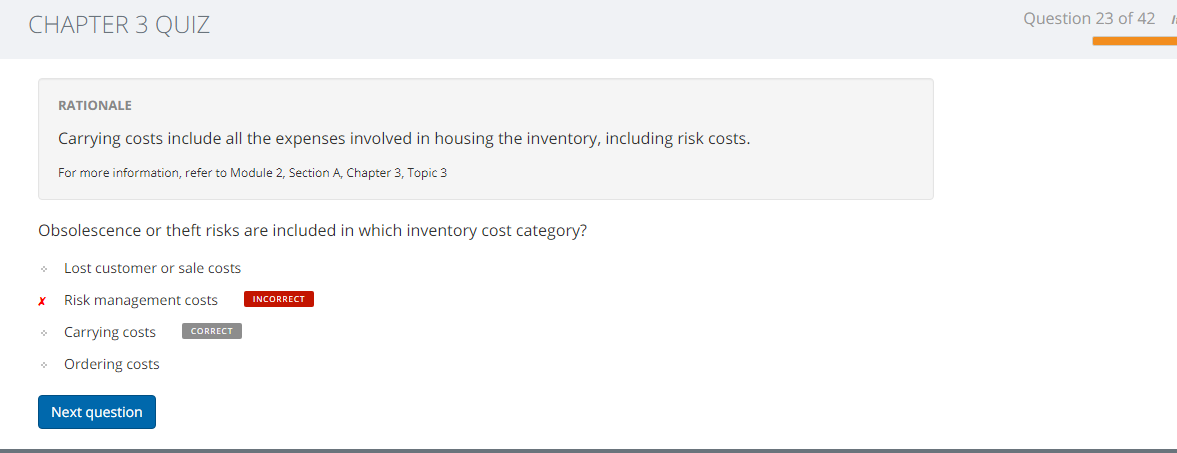 CHAPTER 3 QUIZ
Question 23 of 42
RATIONALE
Carrying costs include all the expenses involved in housing the inventory, including risk costs.
For more information, refer to Module 2, Section A, Chapter 3, Topic 3
Obsolescence or theft risks are included in which inventory cost category?
Lost customer or sale costs
✗ Risk management costs INCORRECT
Carrying costs CORRECT
Ordering costs
Next question